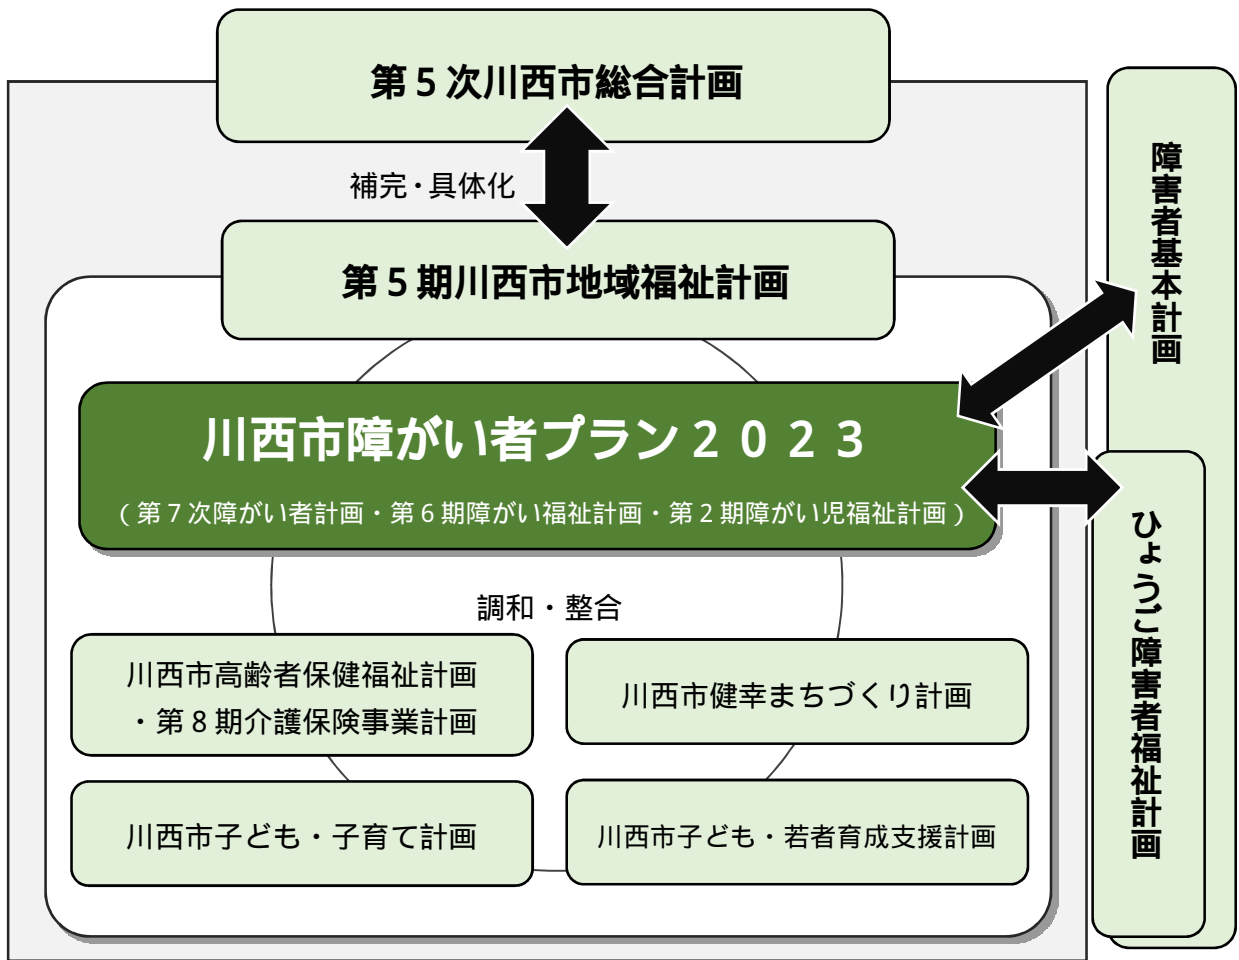 第５次川西市総合計画
補完・具体化
第５期川西市地域福祉計画
川西市障がい者プラン２０２３
（第７次障がい者計画・第６期障がい福祉計画・第２期障がい児福祉計画）
調和・整合
川西市高齢者保健福祉計画
・第８期介護保険事業計画
川西市健幸まちづくり計画
川西市子ども・子育て計画
川西市子ども・若者育成支援計画
障害者基本計画
ひょうご障害者福祉計画